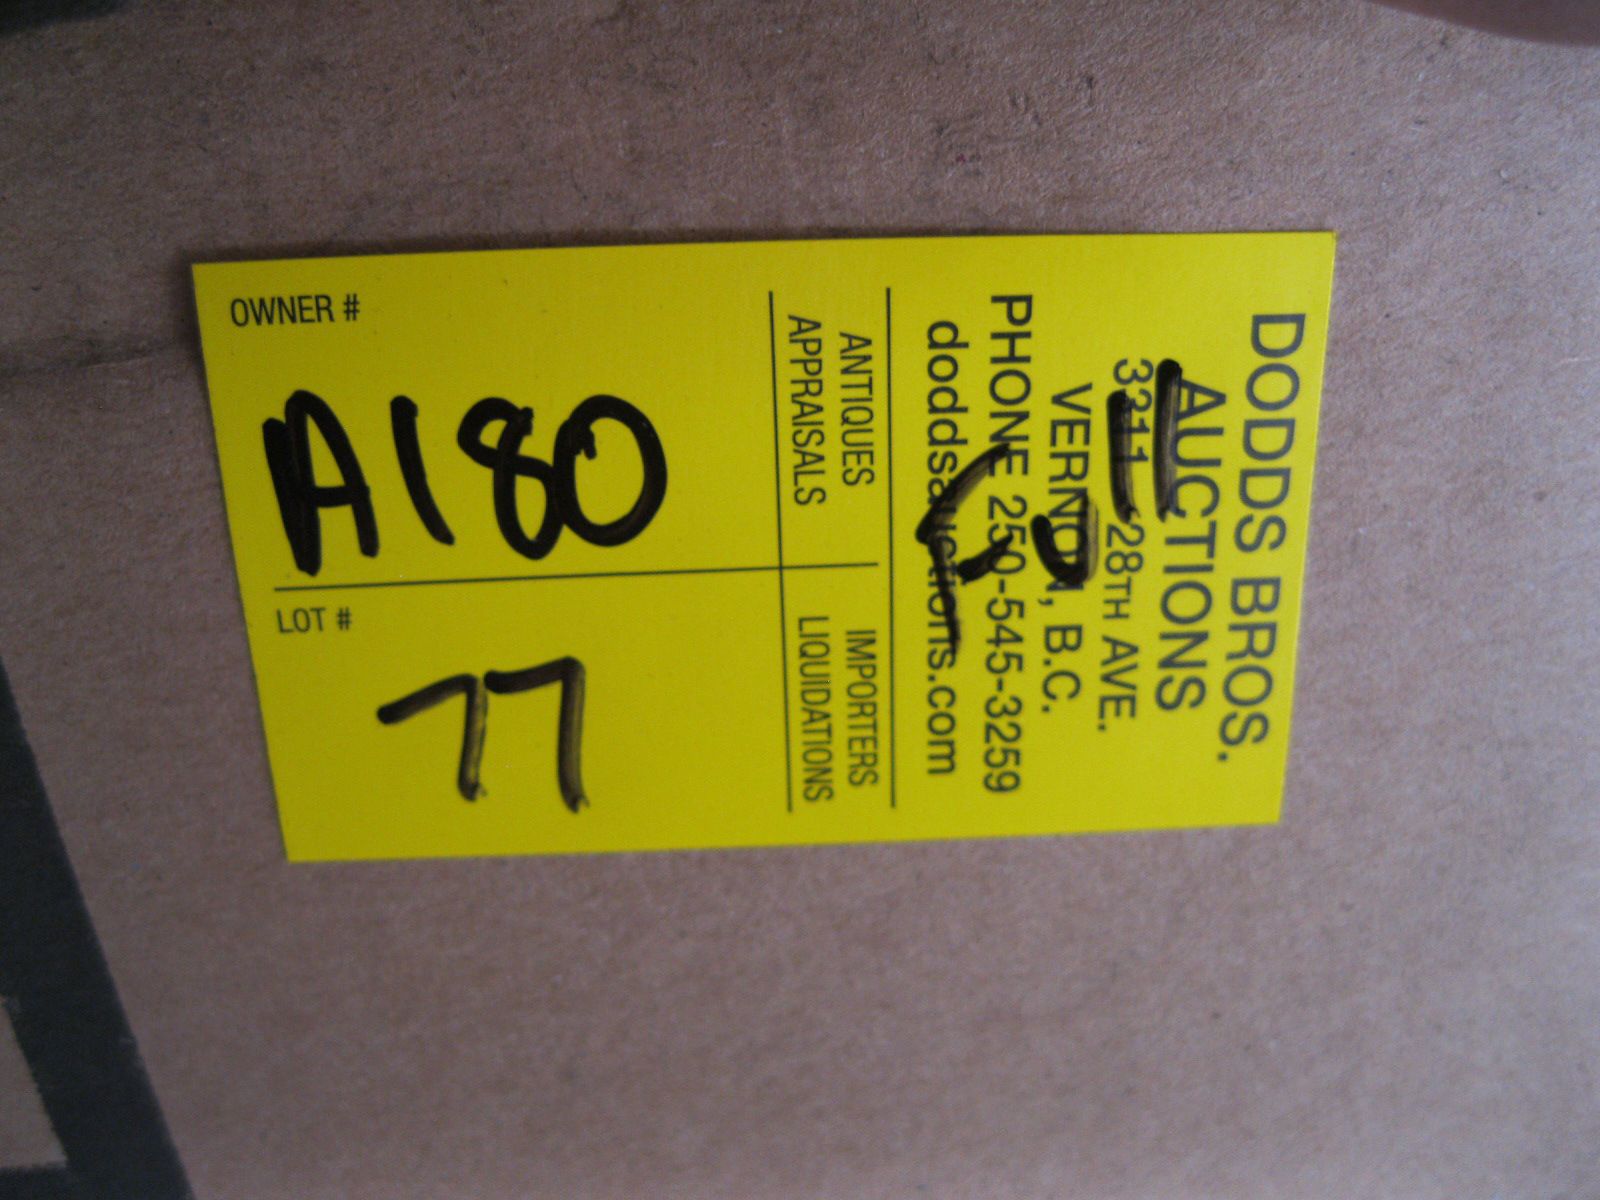 DODDS BROS.
AUCTIONS
3311 - 28TH AVE.
VERNON, B.C.
PHONE 250-545-3259
doddsauctions.com
ANTIQUES
APPRAISALS
IMPORTERS
LIQUIDATIONS
OWNER #
A180
LOT #
77